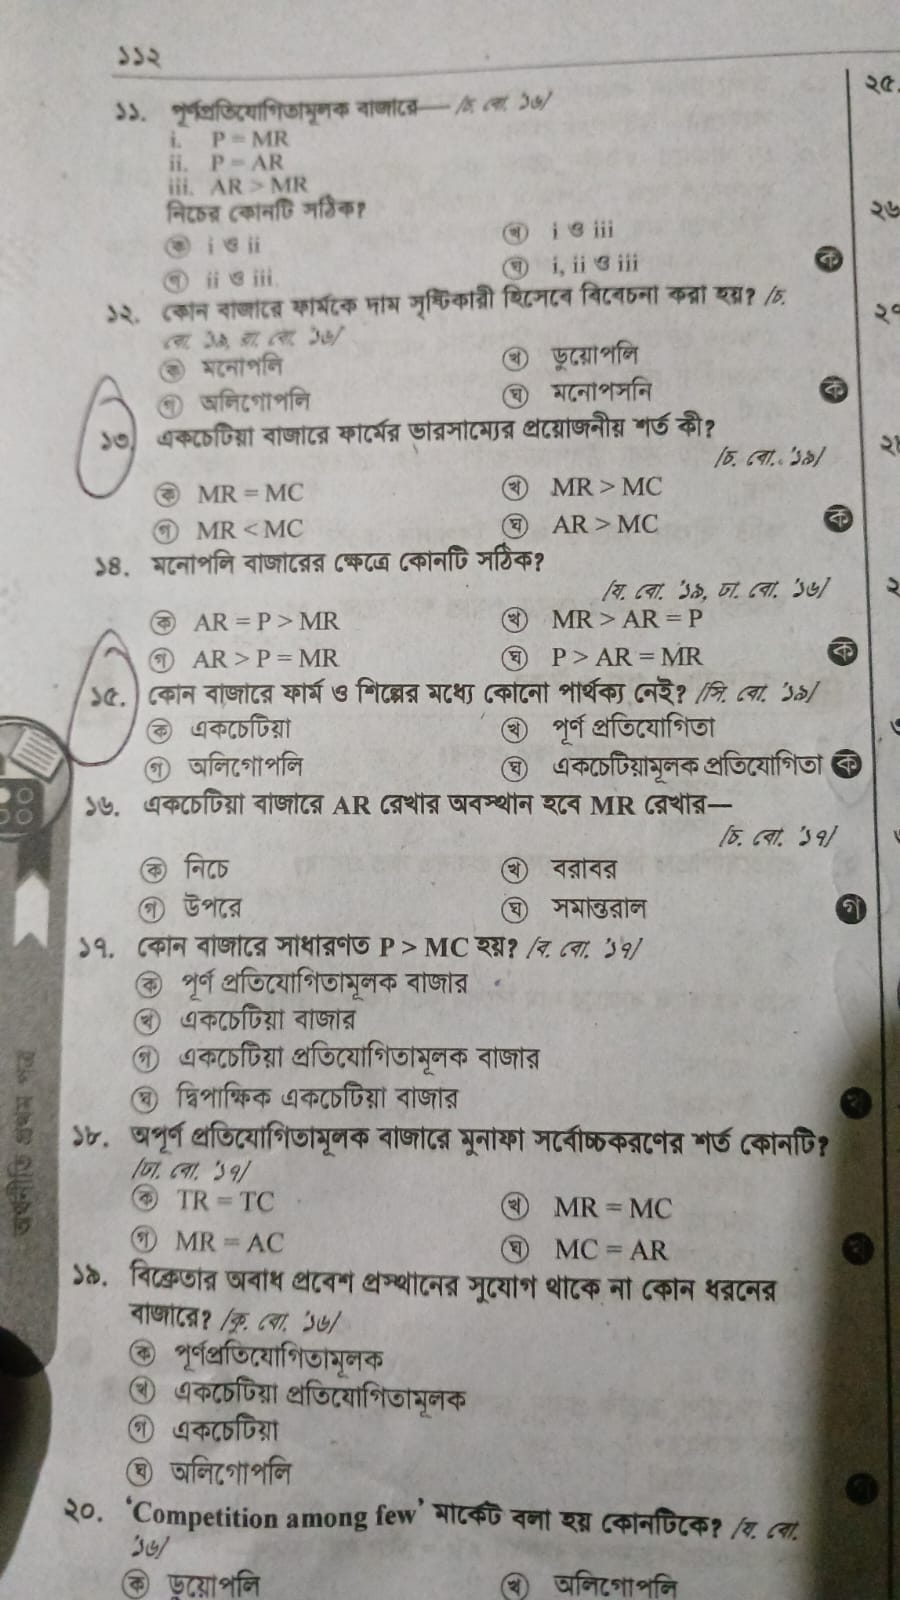 ১১২
১১. পূর্ণপ্রতিযোগিতামূলক বাজারে— /চ. বো. '১৬/
i. P = MR
ii. P = AR
iii. AR > MR
নিচের কোনটি সঠিক?
ক i ও ii
খ i ও iii
গ ii ও iii
ঘ i, ii ও iii
ক
১২. কোন বাজারে ফার্মকে দাম সৃষ্টিকারী হিসেবে বিবেচনা করা হয়? /চ.
বো. '১৯, রা. বো. '১৬/
ক মনোপলি
খ ডুয়োপলি
গ অলিগোপলি
ঘ মনোপসনি
ক
১৩. একচেটিয়া বাজারে ফার্মের ভারসাম্যের প্রয়োজনীয় শর্ত কী?
/চ. বো. '১৯/
ক MR = MC
খ MR > MC
গ MR < MC
ঘ AR > MC
ক
১৪. মনোপলি বাজারের ক্ষেত্রে কোনটি সঠিক?
/য. বো. '১৯, ঢা. বো. '১৬/
ক AR = P > MR
খ MR > AR = P
গ AR > P = MR
ঘ P > AR = MR
ক
১৫. কোন বাজারে ফার্ম ও শিল্পের মধ্যে কোনো পার্থক্য নেই? /সি. বো. '১৯/
ক একচেটিয়া
খ পূর্ণ প্রতিযোগিতা
গ অলিগোপলি
ঘ একচেটিয়ামূলক প্রতিযোগিতা
ক
১৬. একচেটিয়া বাজারে AR রেখার অবস্থান হবে MR রেখার—
/চ. বো. '১৭/
ক নিচে
খ বরাবর
গ উপরে
ঘ সমান্তরাল
গ
১৭. কোন বাজারে সাধারণত P > MC হয়? /ব. বো. '১৭/
ক পূর্ণ প্রতিযোগিতামূলক বাজার
খ একচেটিয়া বাজার
গ একচেটিয়া প্রতিযোগিতামূলক বাজার
ঘ দ্বিপাক্ষিক একচেটিয়া বাজার
খ
১৮. অপূর্ণ প্রতিযোগিতামূলক বাজারে মুনাফা সর্বোচ্চকরণের শর্ত কোনটি?
/ঢা. বো. '১৭/
ক TR = TC
খ MR = MC
গ MR = AC
ঘ MC = AR
খ
১৯. বিক্রেতার অবাধ প্রবেশ প্রস্থানের সুযোগ থাকে না কোন ধরনের
বাজারে? /কু. বো. '১৬/
ক পূর্ণপ্রতিযোগিতামূলক
খ একচেটিয়া প্রতিযোগিতামূলক
গ একচেটিয়া
ঘ অলিগোপলি
গ
২০. ‘Competition among few’ মার্কেট বলা হয় কোনটিকে? /য. বো.
'১৬/
ক ডুয়োপলি
খ অলিগোপলি
অর্থনীতি প্রথম পত্র
২৫.
২৬